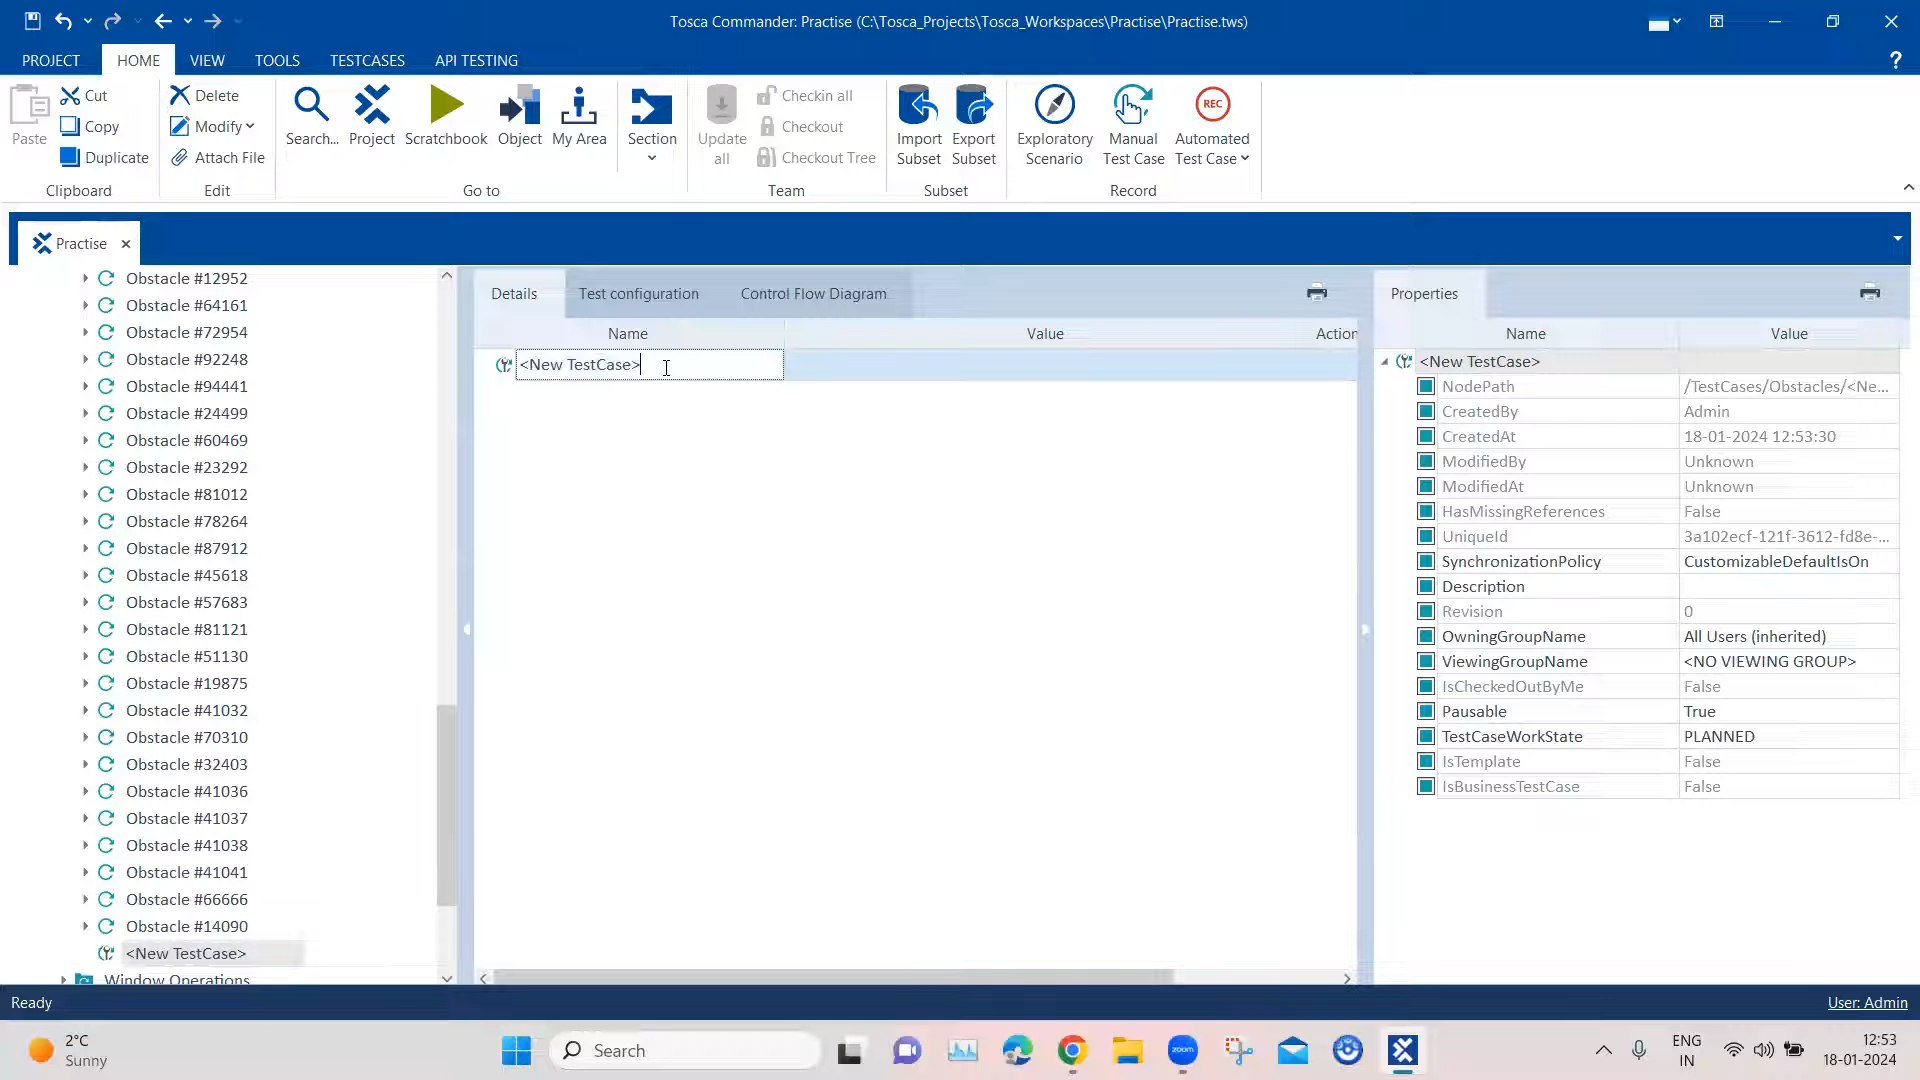 Tosca Commander: Practise (C:\Tosca_Projects\Tosca_Workspaces\Practise\Practise.tws)
PROJECT HOME VIEW TOOLS TESTCASES API TESTING ?
Paste
Cut
Copy
Duplicate
Clipboard
Delete
Modify
Attach File
Edit
Search... Project Scratchbook Object My Area Section
Go to
Update all
Checkin all
Checkout
Checkout Tree
Team
Import Subset
Export Subset
Subset
Exploratory Scenario
Manual Test Case
REC
Automated Test Case
Record
Practise
Obstacle #12952
Obstacle #64161
Obstacle #72954
Obstacle #92248
Obstacle #94441
Obstacle #24499
Obstacle #60469
Obstacle #23292
Obstacle #81012
Obstacle #78264
Obstacle #87912
Obstacle #45618
Obstacle #57683
Obstacle #81121
Obstacle #51130
Obstacle #19875
Obstacle #41032
Obstacle #70310
Obstacle #32403
Obstacle #41036
Obstacle #41037
Obstacle #41038
Obstacle #41041
Obstacle #66666
Obstacle #14090
<New TestCase>
Window Operations
Details Test configuration Control Flow Diagram
Name Value Action
<New TestCase>
Properties
Name Value
<New TestCase>
NodePath /TestCases/Obstacles/<Ne...
CreatedBy Admin
CreatedAt 18-01-2024 12:53:30
ModifiedBy Unknown
ModifiedAt Unknown
HasMissingReferences False
UniqueId 3a102ecf-121f-3612-fd8e-...
SynchronizationPolicy CustomizableDefaultIsOn
Description
Revision 0
OwningGroupName All Users (inherited)
ViewingGroupName <NO VIEWING GROUP>
IsCheckedOutByMe False
Pausable True
TestCaseWorkState PLANNED
IsTemplate False
IsBusinessTestCase False
Ready User: Admin
2°C
Sunny
Search
zoom
ENG
IN
12:53
18-01-2024